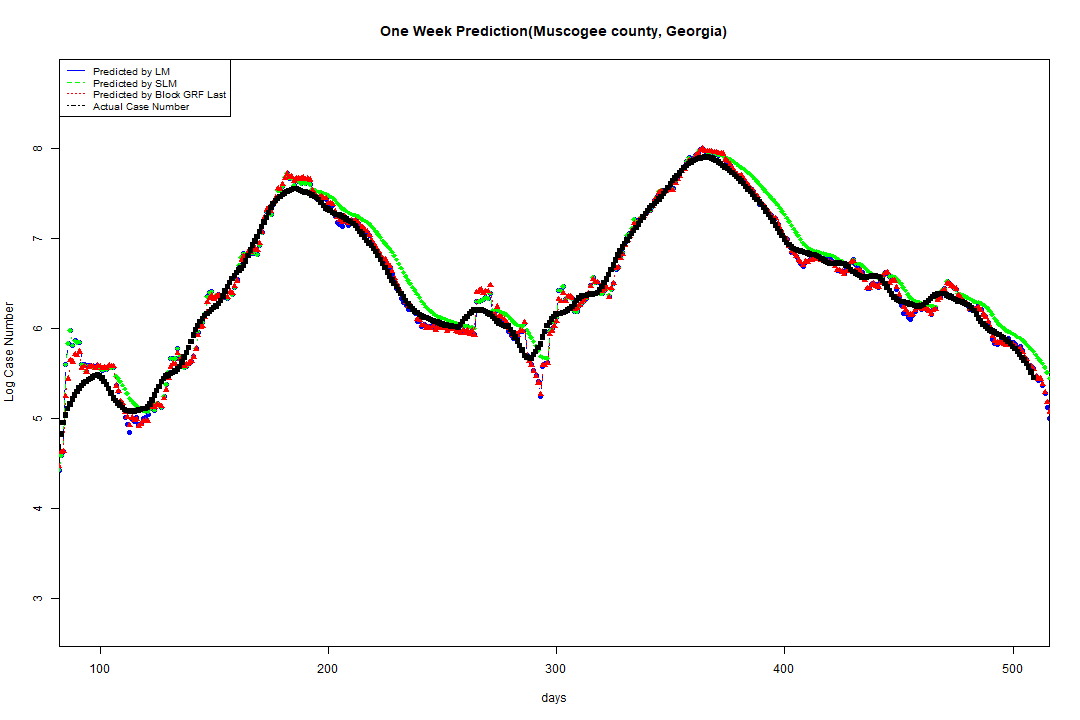 One Week Prediction(Muscogee county, Georgia)
Predicted by LM
Predicted by SLM
Predicted by Block GRF Last
Actual Case Number
8
7
6
5
4
3
Log Case Number
100 200 300 400 500
days